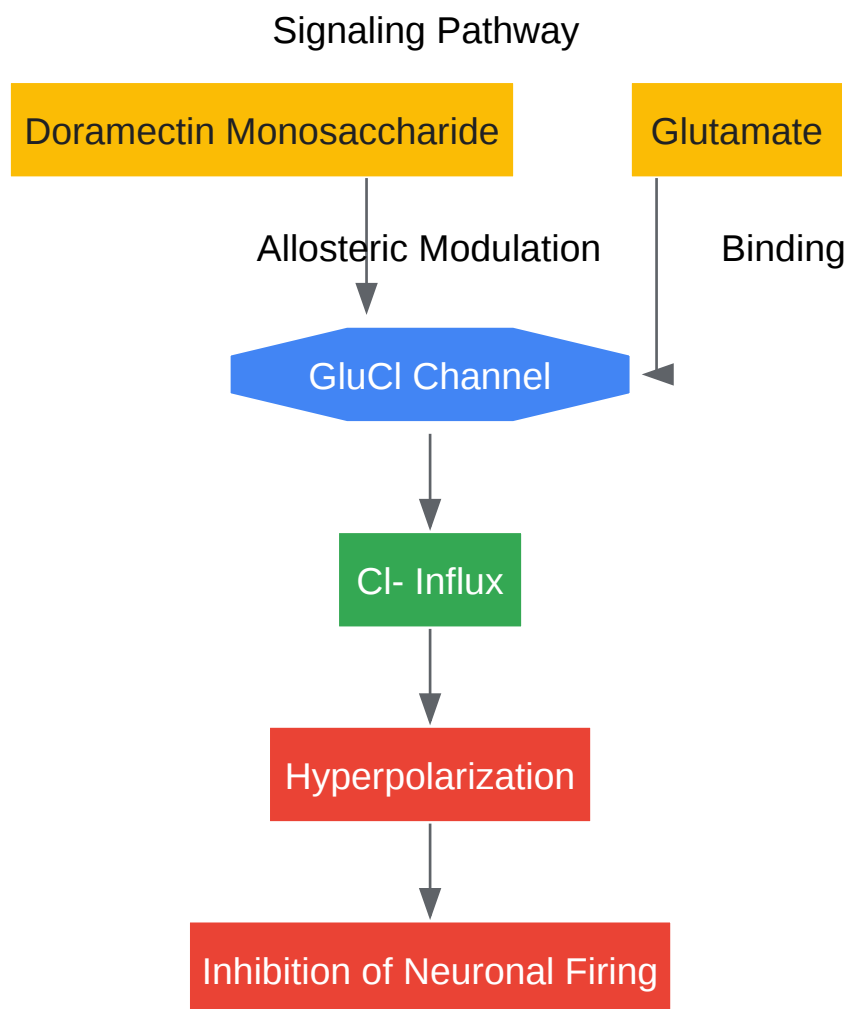 Signaling Pathway
Doramectin Monosaccharide
Glutamate
Allosteric Modulation
Binding
GluCl Channel
Cl- Influx
Hyperpolarization
Inhibition of Neuronal Firing